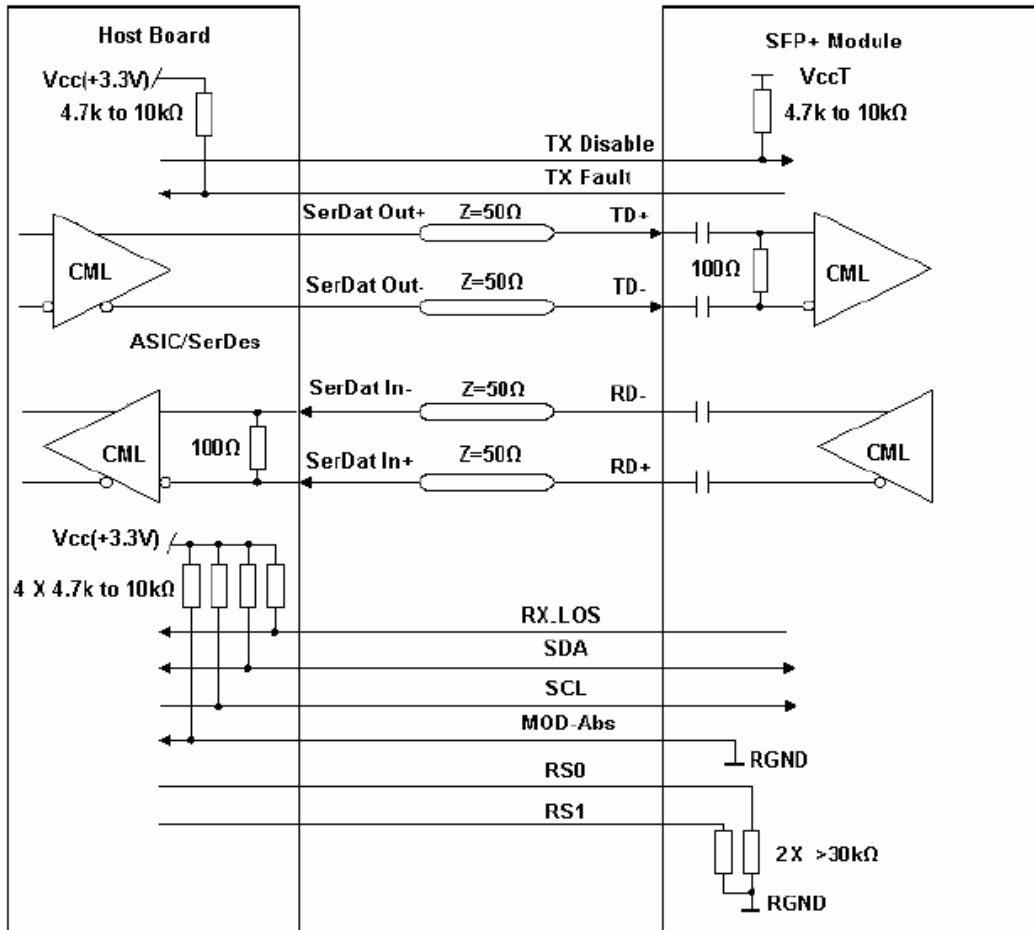 Host Board
SFP+ Module
Vcc(+3.3V)
4.7k to 10kΩ
VccT
4.7k to 10kΩ
TX Disable
TX Fault
SerDat Out+
Z=50Ω
TD+
CML
100Ω
CML
SerDat Out-
Z=50Ω
TD-
ASIC/SerDes
SerDat In-
Z=50Ω
RD-
100Ω
CML
CML
SerDat In+
Z=50Ω
RD+
Vcc(+3.3V)
4 X 4.7k to 10kΩ
RX_LOS
SDA
SCL
MOD-Abs
RGND
RS0
RS1
2X >30kΩ
RGND